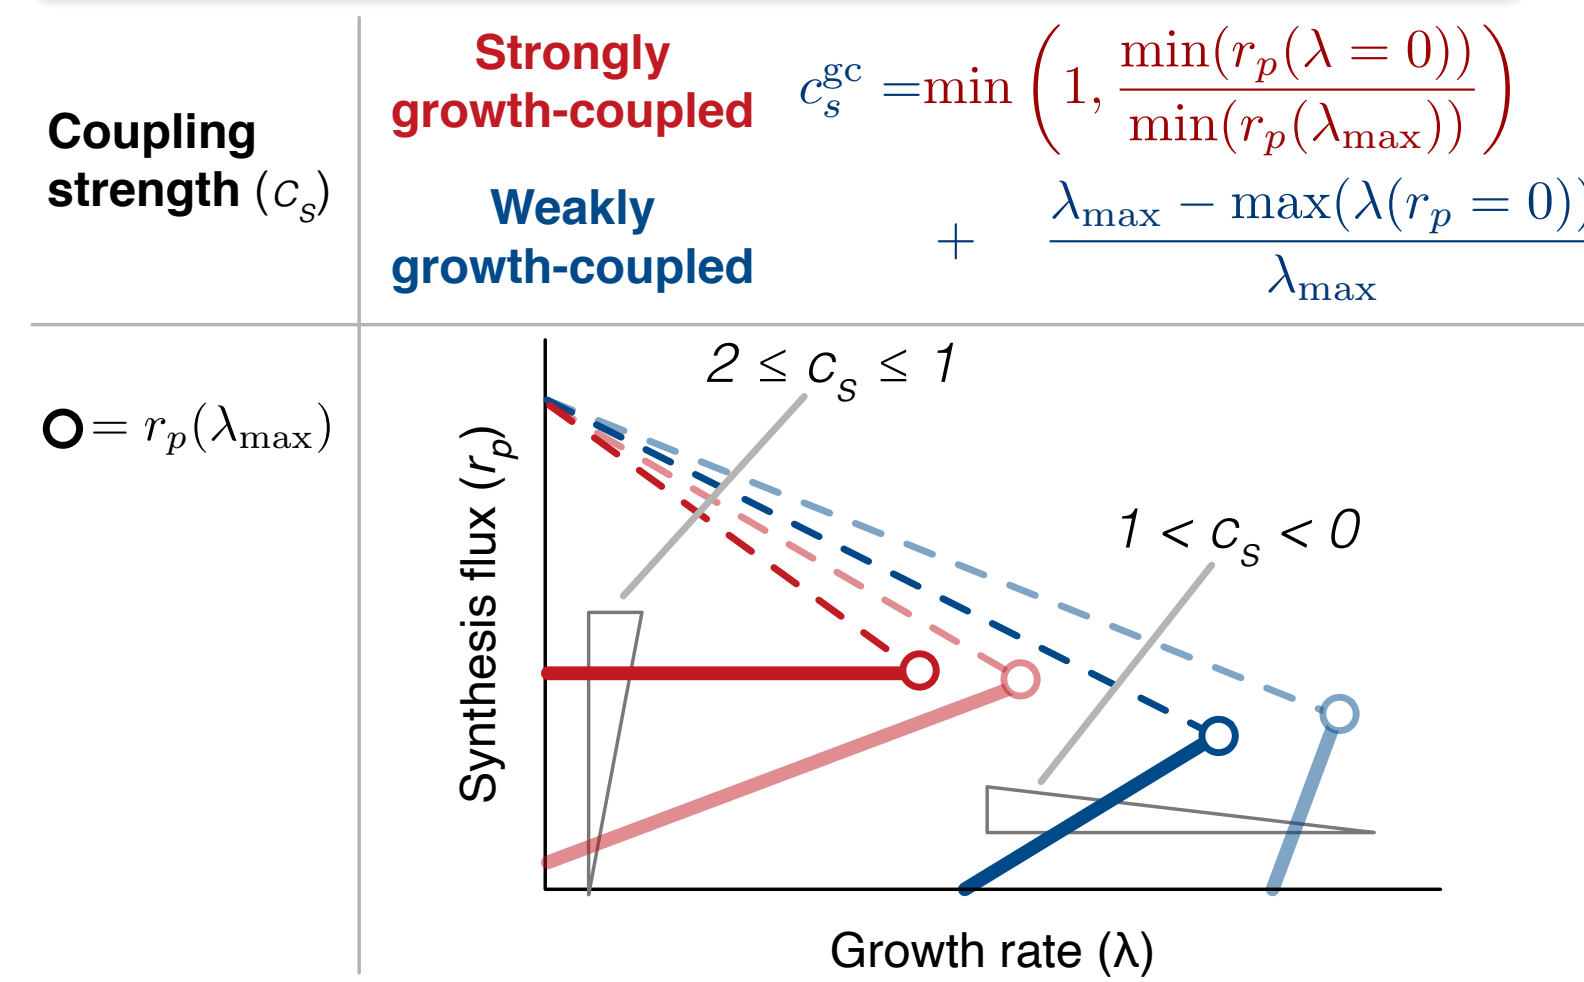 Coupling
strength (c_s)
Strongly
growth-coupled
c_s^gc = min(1, min(r_p(λ = 0)) / min(r_p(λ_max)))
Weakly
growth-coupled
+ λ_max − max(λ(r_p = 0)) / λ_max
= r_p(λ_max)
2 ≤ c_s ≤ 1
1 < c_s < 0
Synthesis flux (r_p)
Growth rate (λ)